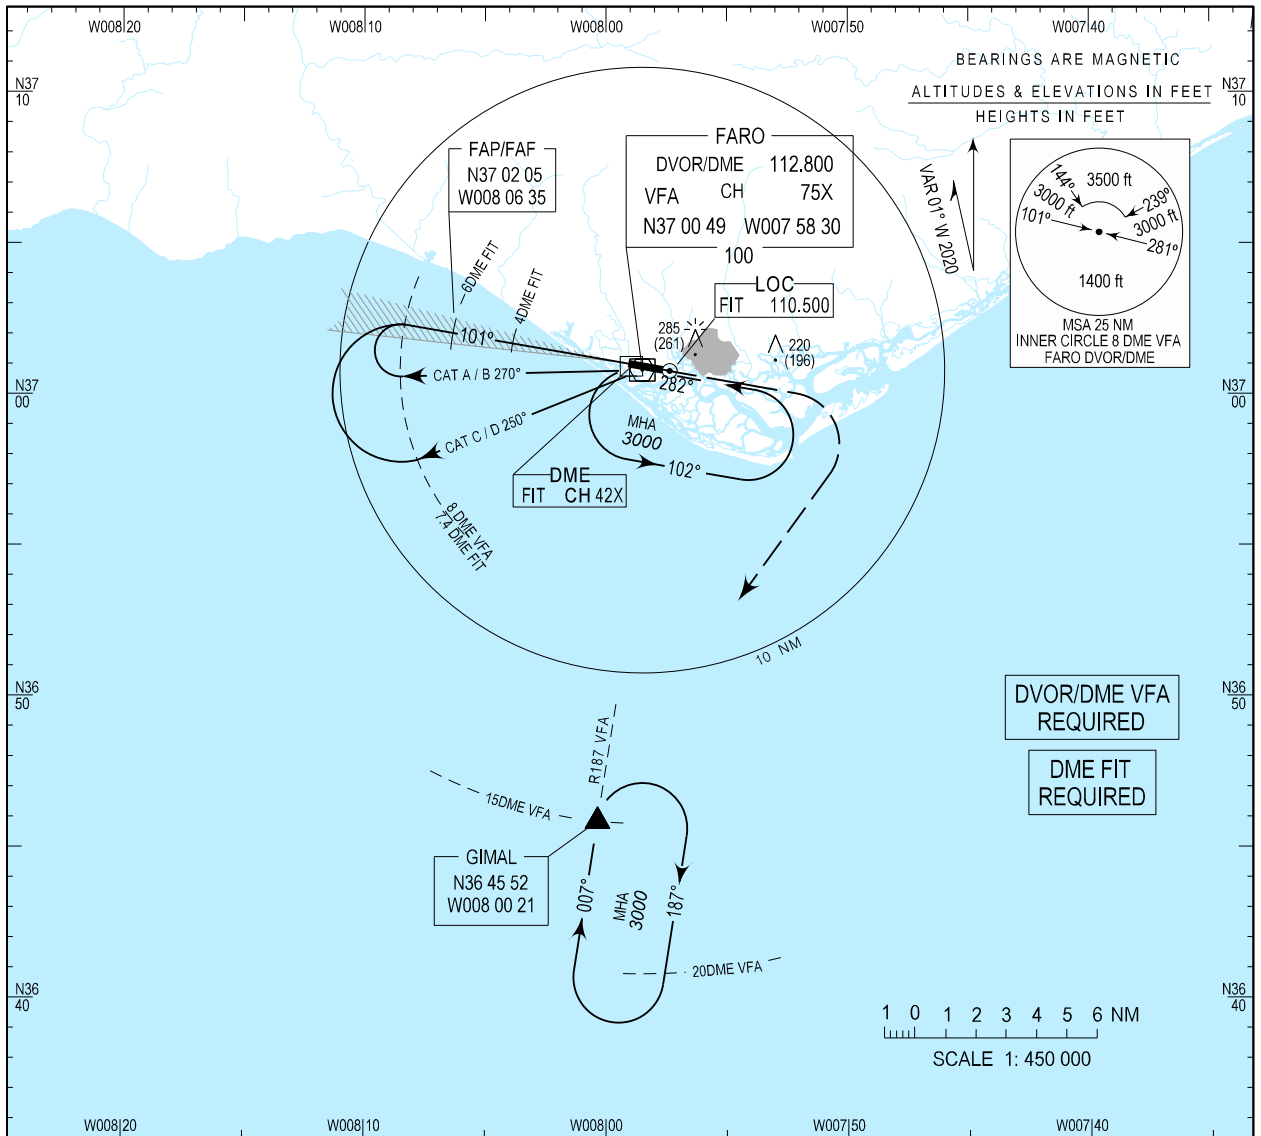 W008|20
W008|10
W008|00
W007|50
W007|40
N37
10
N37
10
BEARINGS ARE MAGNETIC
ALTITUDES & ELEVATIONS IN FEET
HEIGHTS IN FEET
VAR 01° W 2020
144°
3500 ft
3000 ft
239°
3000 ft
101°
281°
1400 ft
MSA 25 NM
INNER CIRCLE 8 DME VFA
FARO DVOR/DME
FAP/FAF
N37 02 05
W008 06 35
FARO
DVOR/DME 112.800
VFA CH 75X
N37 00 49 W007 58 30
100
LOC
FIT 110.500
6DME FIT
4DME FIT
285
(261)
220
(196)
101°
CAT A / B 270°
CAT C / D 250°
282°
MHA
3000
102°
DME
FIT CH 42X
8 DME VFA
7.4 DME FIT
N37
00
N37
00
10 NM
N36
50
N36
50
DVOR/DME VFA
REQUIRED
DME FIT
REQUIRED
R187 VFA
15DME VFA
GIMAL
N36 45 52
W008 00 21
007°
MHA
3000
187°
20DME VFA
N36
40
N36
40
1 0 1 2 3 4 5 6 NM
SCALE 1: 450 000
W008|20
W008|10
W008|00
W007|50
W007|40